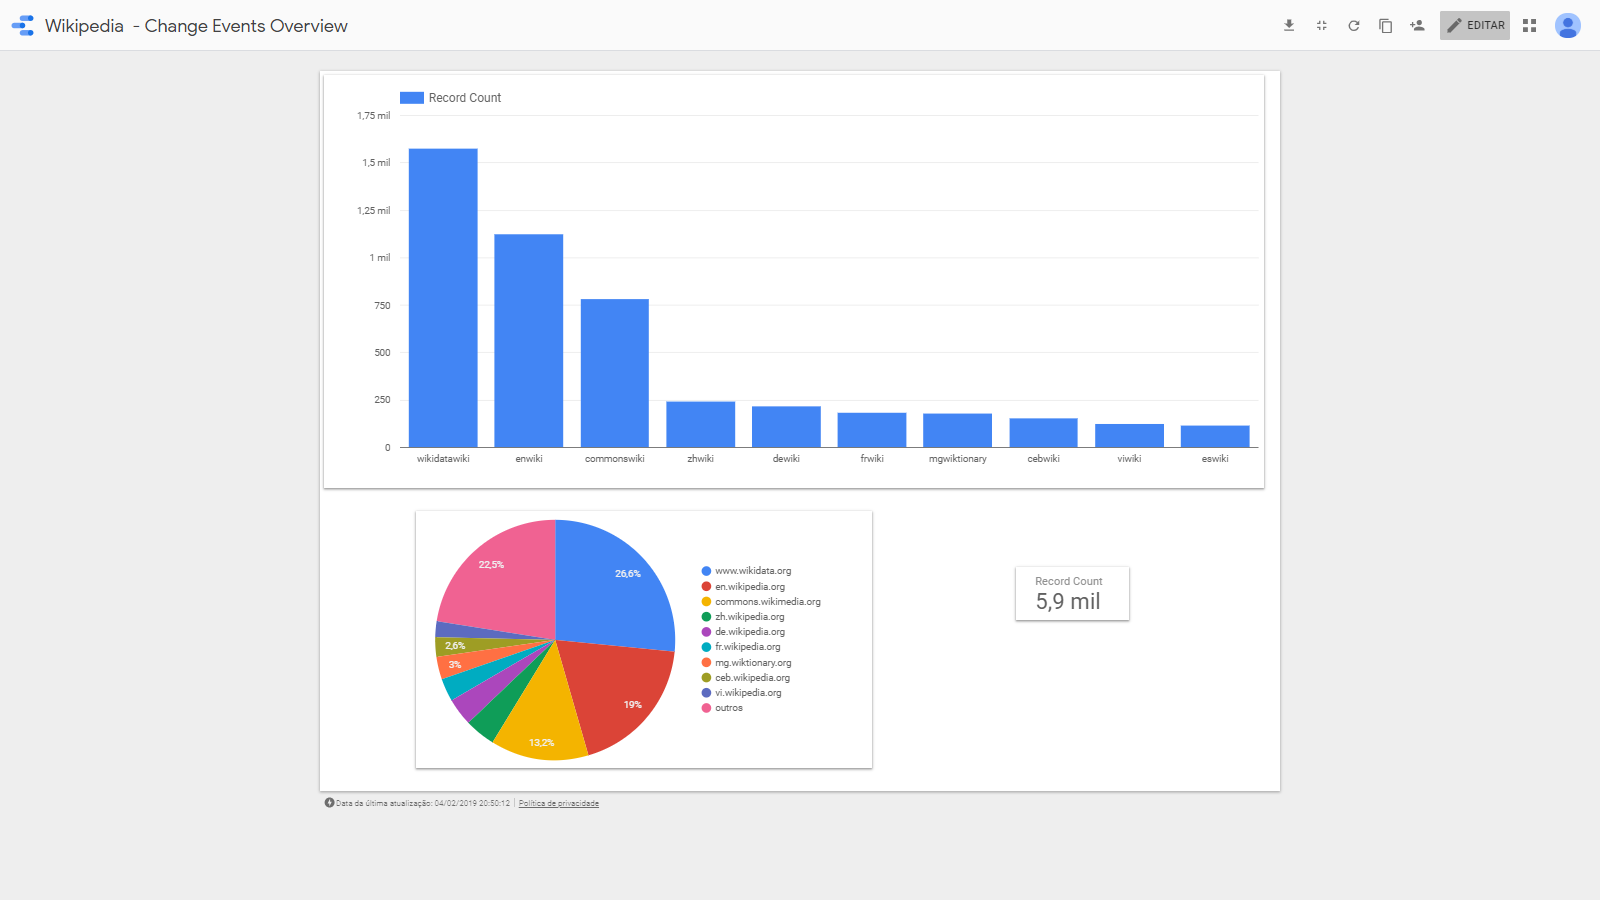 Wikipedia - Change Events Overview
EDITAR
Record Count
1,75 mil
1,5 mil
1,25 mil
1 mil
750
500
250
0
wikidatawiki enwiki commonswiki zhwiki dewiki frwiki mgwiktionary cebwiki viwiki eswiki
22,5%
26,6%
2,6%
3%
19%
13,2%
www.wikidata.org
en.wikipedia.org
commons.wikimedia.org
zh.wikipedia.org
de.wikipedia.org
fr.wikipedia.org
mg.wiktionary.org
ceb.wikipedia.org
vi.wikipedia.org
outros
Record Count
5,9 mil
Data da última atualização: 04/02/2019 20:50:12 | Política de privacidade